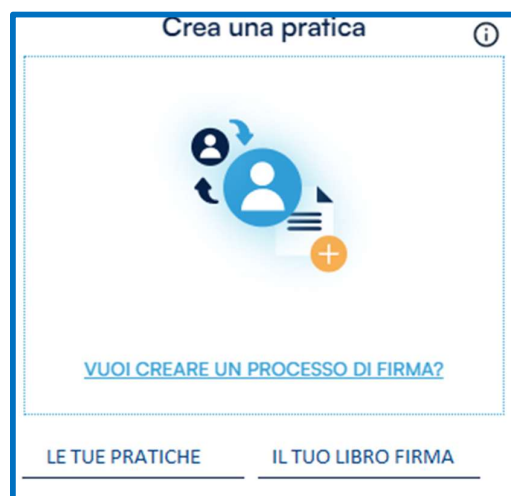 Crea una pratica
VUOI CREARE UN PROCESSO DI FIRMA?
LE TUE PRATICHE
IL TUO LIBRO FIRMA